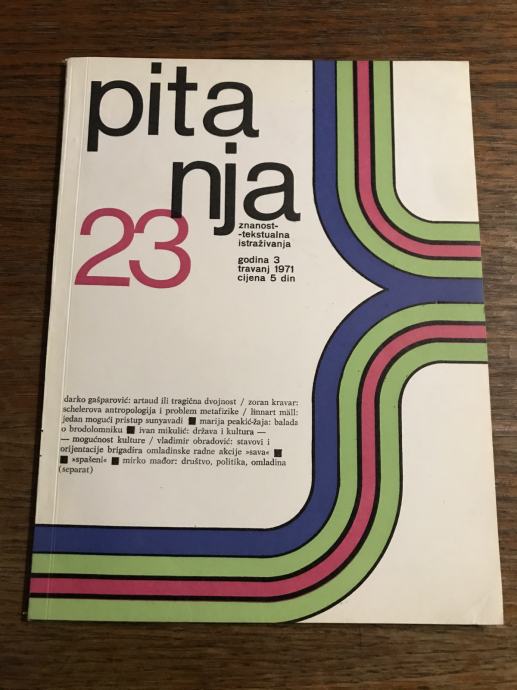 pita
nja
23
znanost-
-tekstualna
istraživanja
godina 3
travanj 1971
cijena 5 din
darko gašparović: artaud ili tragična dvojnost / zoran kravar:
schelerova antropologija i problem metafizike / linnart mäll:
jedan mogući pristup sunyavadi ■ marija peakić-žaja: balada
o brodolomniku ■ ivan mikulić: država i kultura —
— mogućnost kulture / vladimir obradović: stavovi i
orijentacije brigadira omladinske radne akcije »sava« ■
■ »spašeni« ■ mirko mađor: društvo, politika, omladina
(separat)